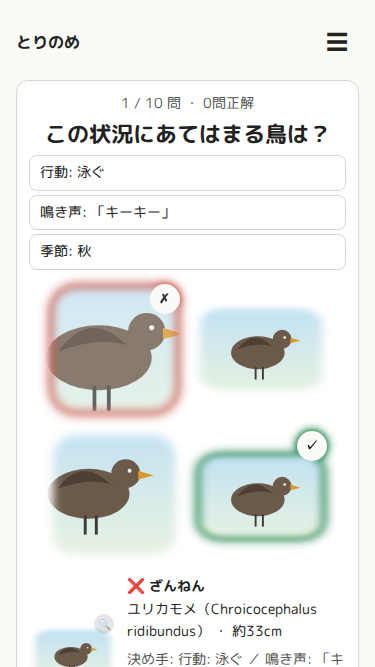 とりのめ
1 / 10 問 · 0問正解
この状況にあてはまる鳥は？
行動: 泳ぐ
鳴き声: 「キーキー」
季節: 秋
✗
✓
❌ ざんねん
ユリカモメ（Chroicocephalus
ridibundus） · 約33cm
決め手: 行動: 泳ぐ ／ 鳴き声: 「キ